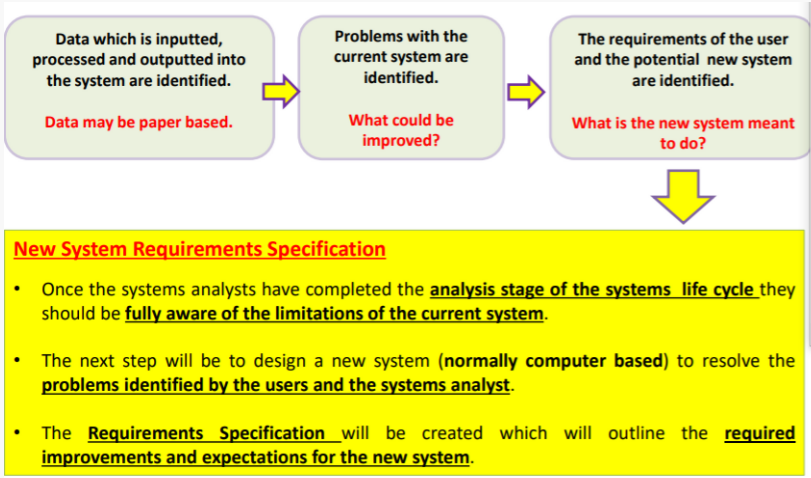 Data which is inputted,
processed and outputted into
the system are identified.
Data may be paper based.
Problems with the
current system are
identified.
What could be
improved?
The requirements of the user
and the potential new system
are identified.
What is the new system meant
to do?
New System Requirements Specification
• Once the systems analysts have completed the analysis stage of the systems life cycle they
should be fully aware of the limitations of the current system.
• The next step will be to design a new system (normally computer based) to resolve the
problems identified by the users and the systems analyst.
• The Requirements Specification will be created which will outline the required
improvements and expectations for the new system.